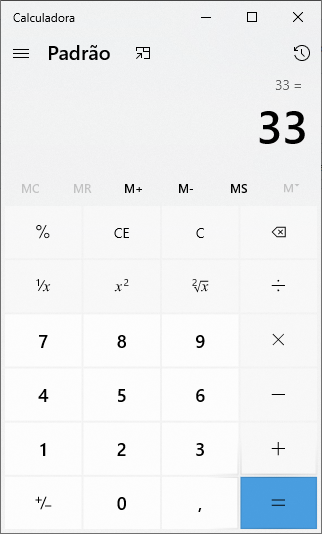 Calculadora
Padrão
33 =
33
MC MR M+ M- MS M˅
% CE C
¹/x x² ²√x ÷
7 8 9 ×
4 5 6 −
1 2 3 +
+/− 0 , =